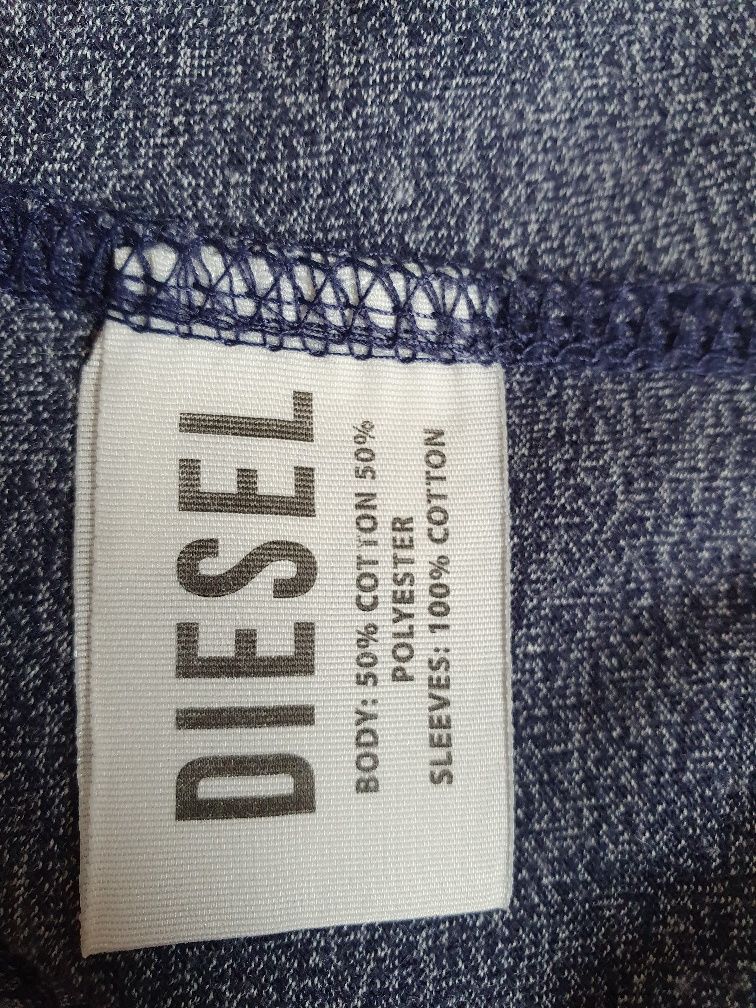 DIESEL
BODY: 50% COTTON 50%
POLYESTER
SLEEVES: 100% COTTON